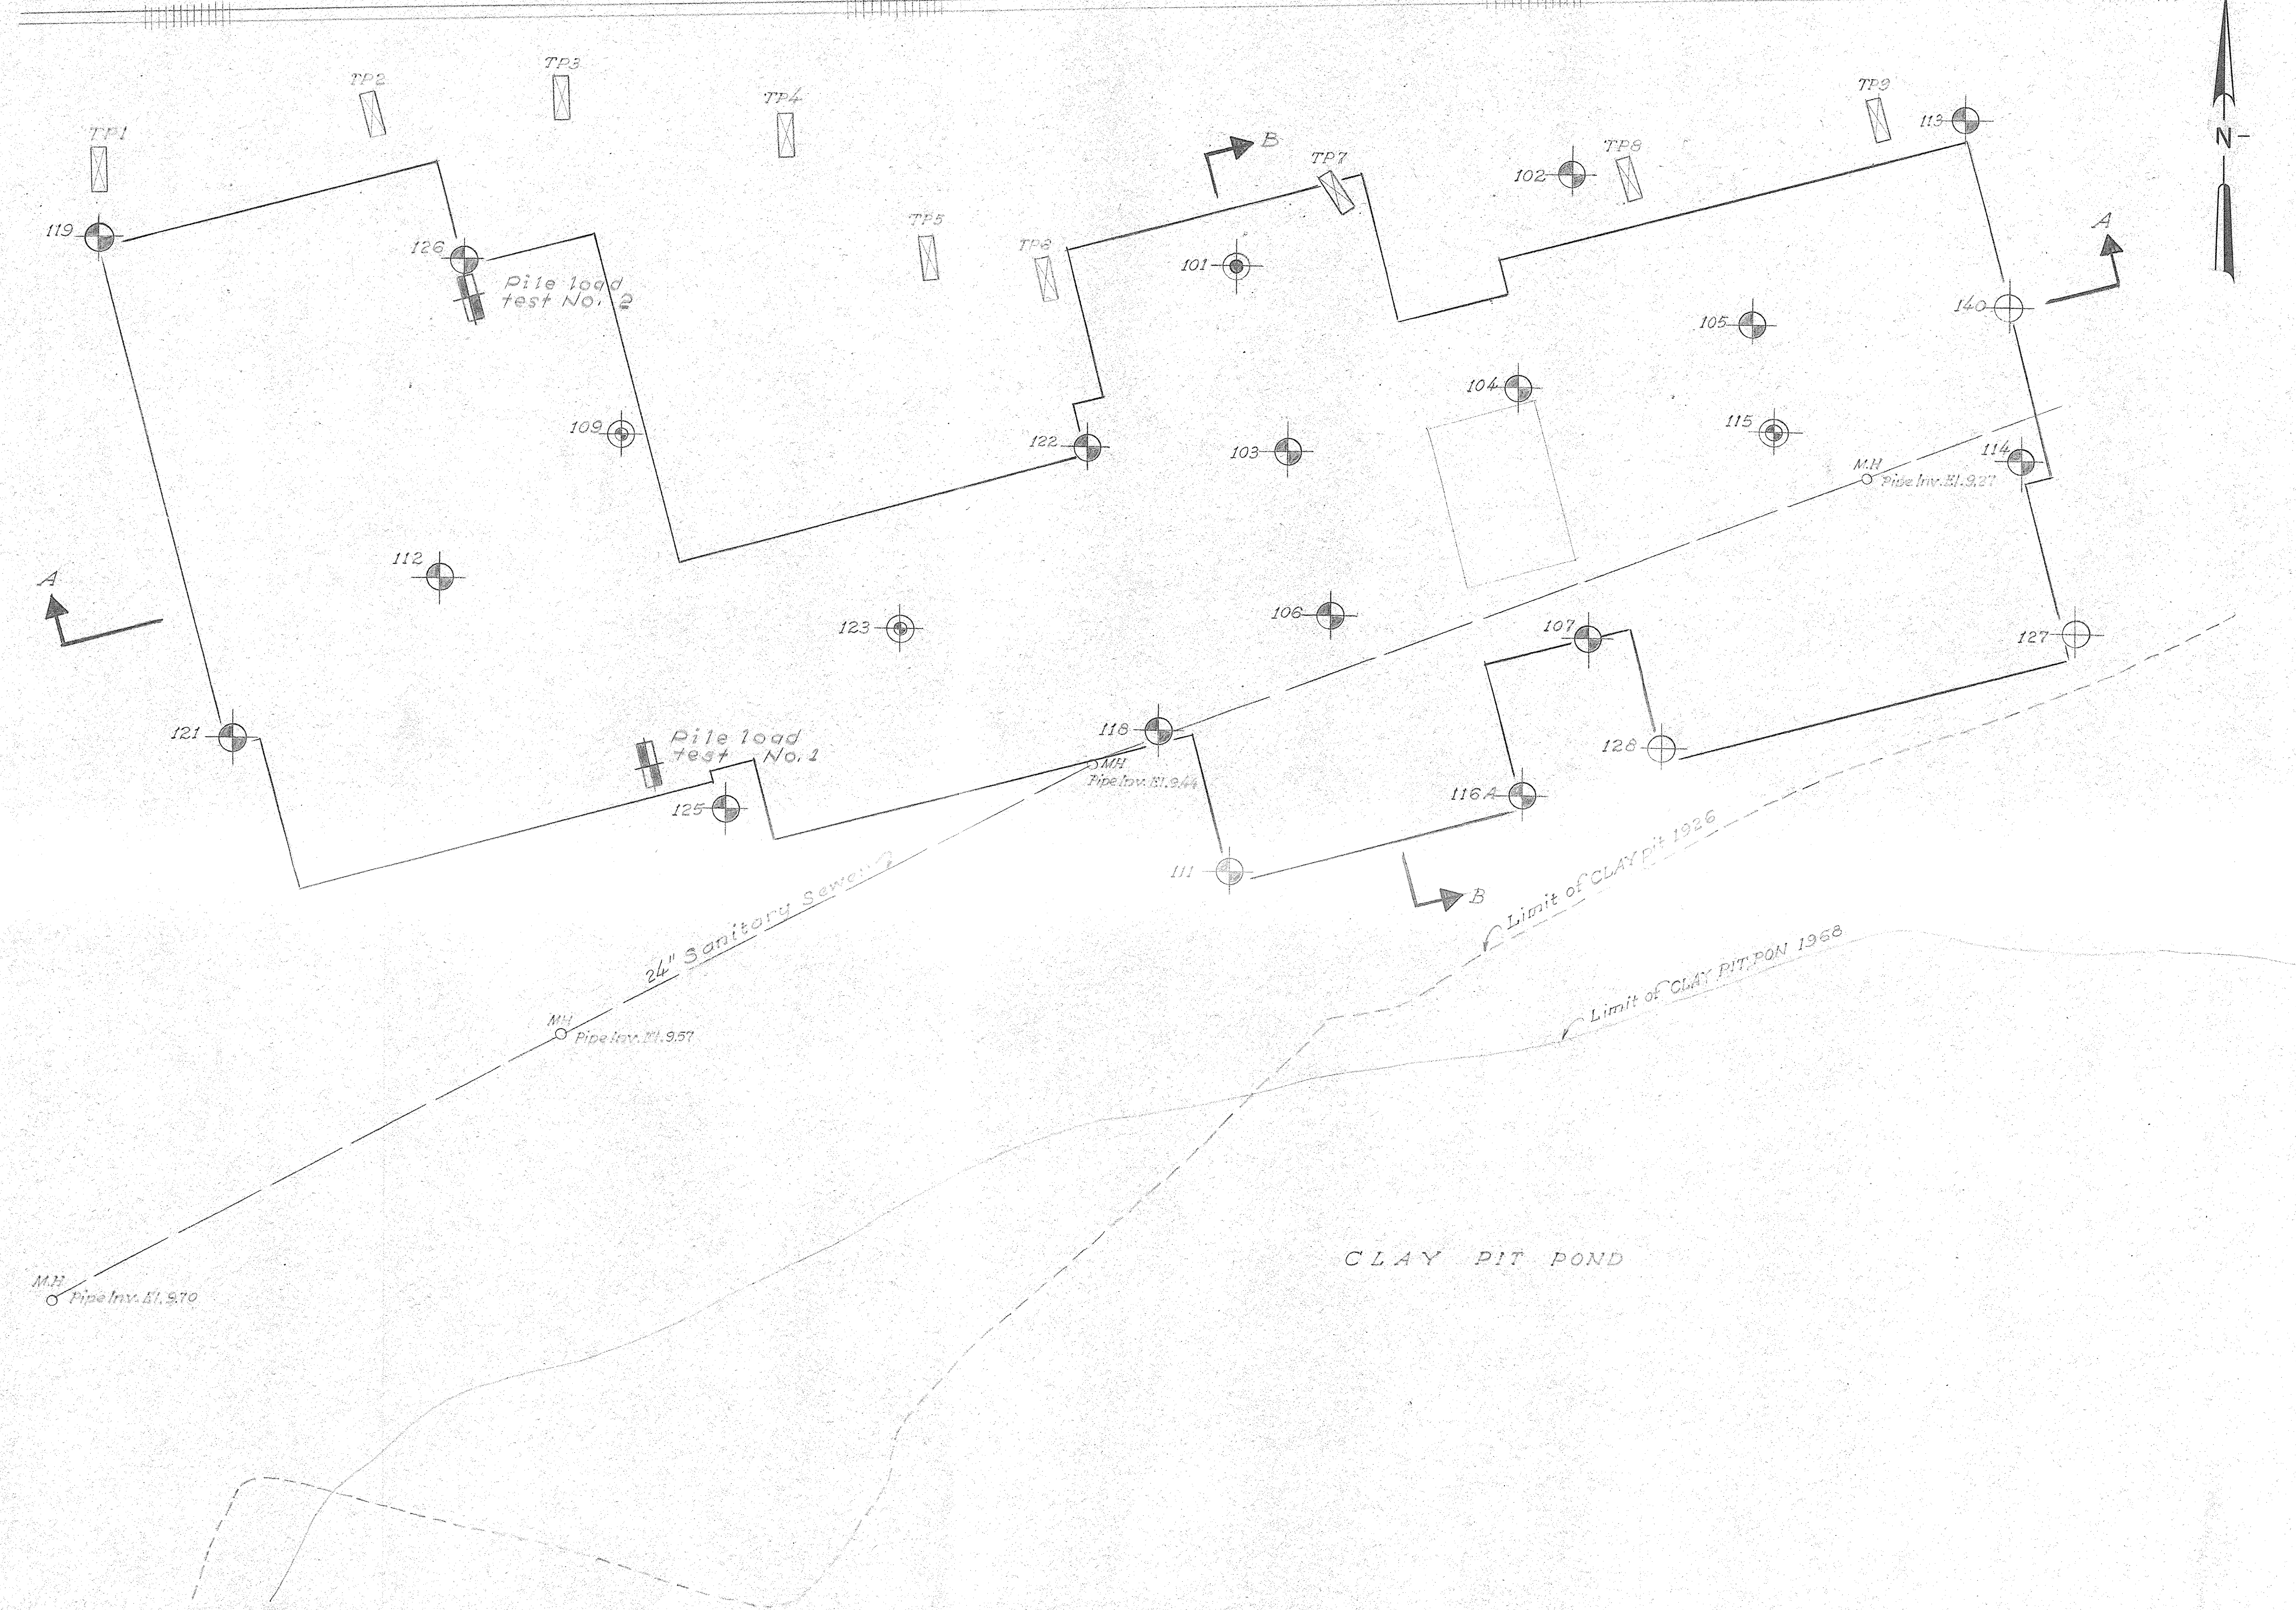 TP3
TP2
TP9
TP4
113
TP1
N
B
TP8
TP7
102
TP5
A
119
TP6
126
101
Pile load
test No. 2
140
105
104
115
109
122
103
114
M.H
Pipe Inv. El. 9.27
112
A
106
123
107
127
121
118
Pile load
test No. 1
128
MH
Pipe Inv. El. 9.44
116A
125
111
Limit of CLAY pit 1926
B
24" Sanitary Sewer
Limit of CLAY PIT PON 1968
MH
Pipe Inv. El. 9.57
CLAY PIT POND
M.H
Pipe Inv. El. 9.70